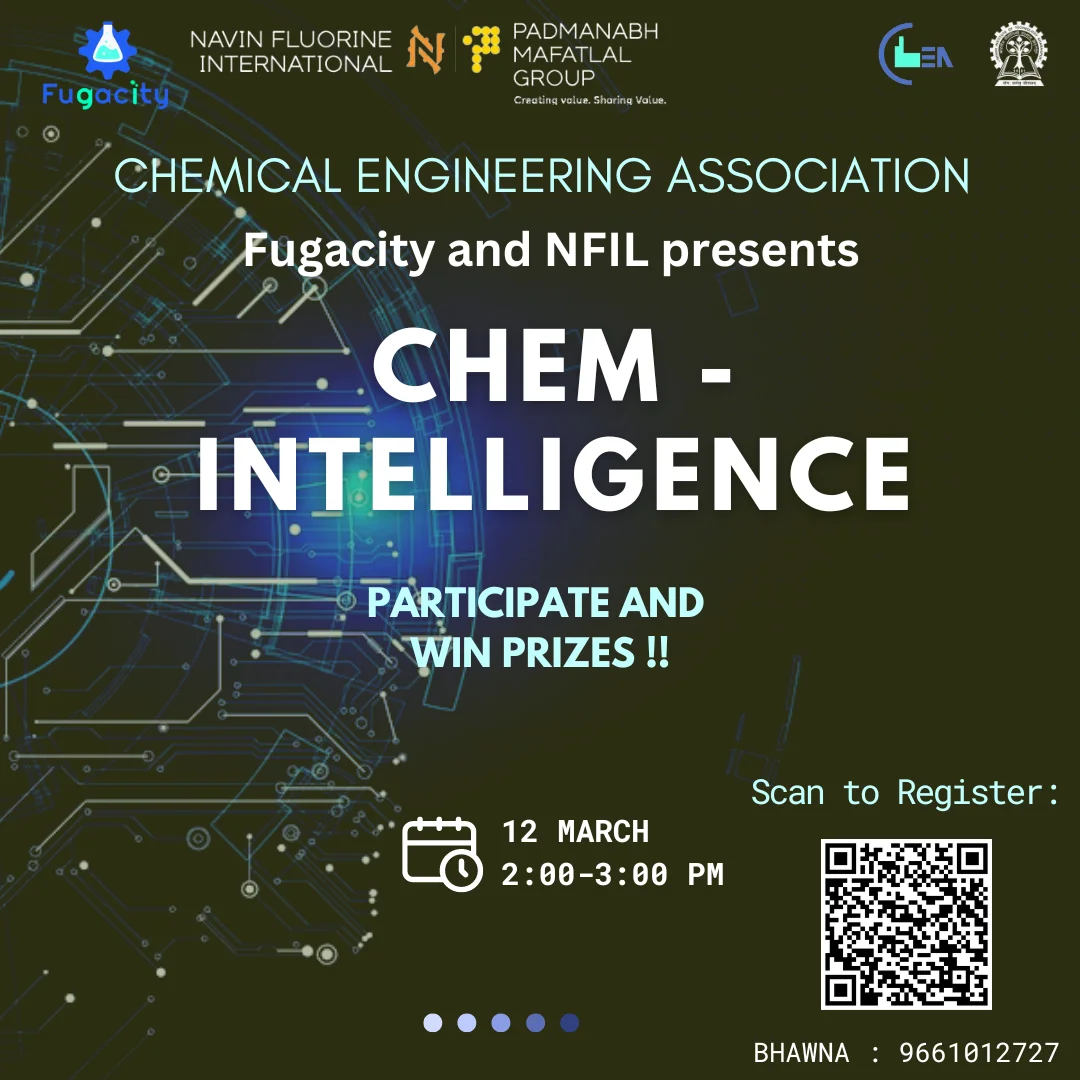 Fugacity
NAVIN FLUORINE
INTERNATIONAL
PADMANABH
MAFATLAL
GROUP
Creating value. Sharing Value.
CHEMICAL ENGINEERING ASSOCIATION
Fugacity and NFIL presents
CHEM -
INTELLIGENCE
PARTICIPATE AND
WIN PRIZES !!
12 MARCH
2:00-3:00 PM
Scan to Register:
BHAWNA : 9661012727